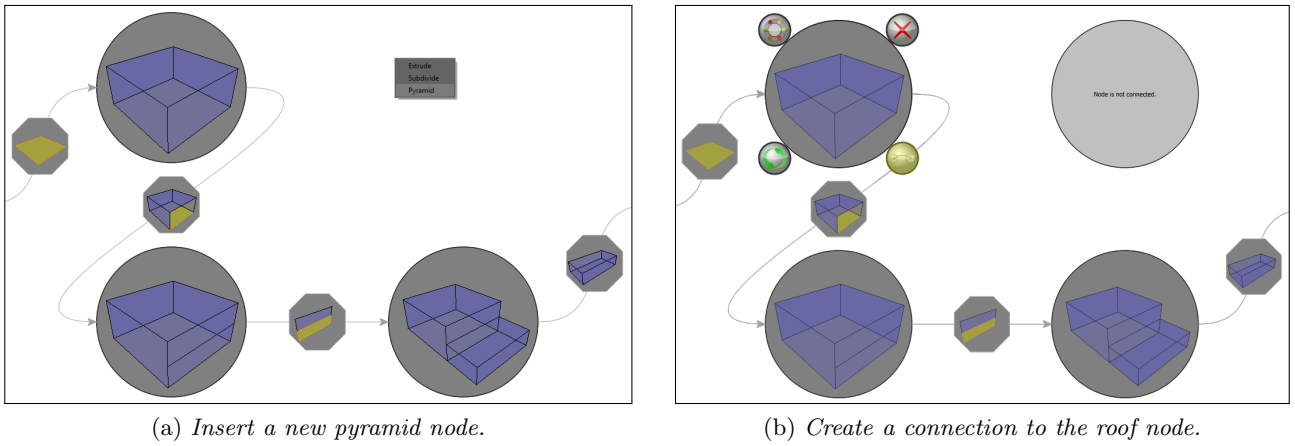 Extrude
Subdivide
Pyramid
Node is not connected.
(a) Insert a new pyramid node.
(b) Create a connection to the roof node.